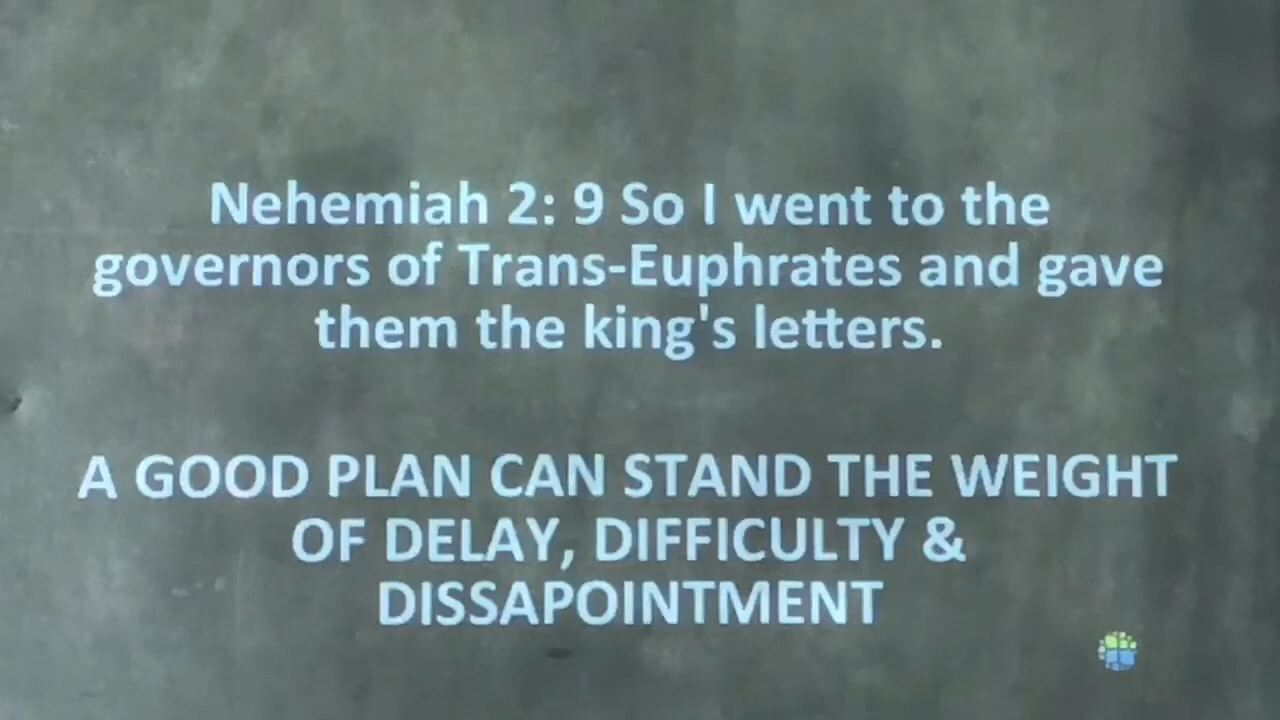 Nehemiah 2: 9 So I went to the
governors of Trans-Euphrates and gave
them the king's letters.
A GOOD PLAN CAN STAND THE WEIGHT
OF DELAY, DIFFICULTY &
DISSAPOINTMENT